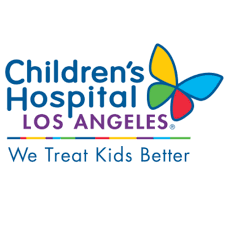 Children's
Hospital
LOS ANGELES®
We Treat Kids Better